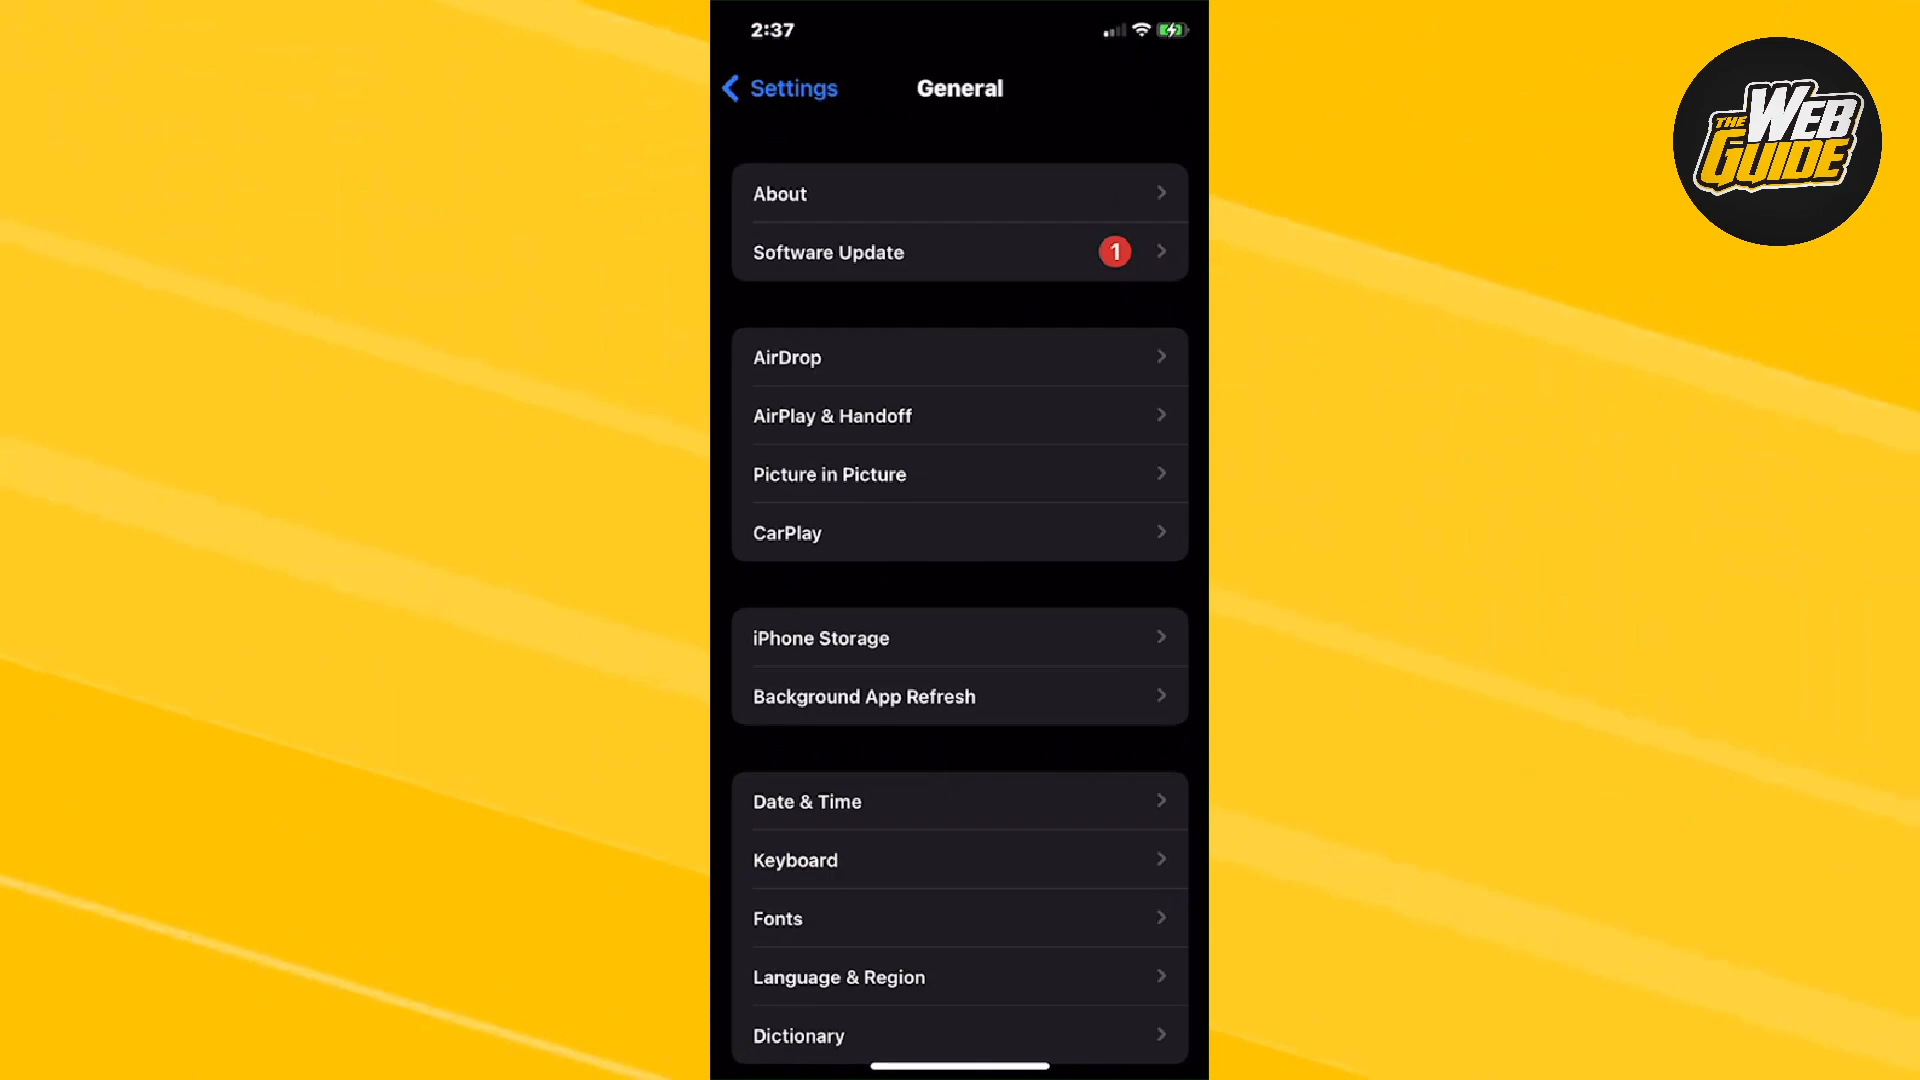 2:37
Settings
General
THE WEB
GUIDE
About
Software Update
1
AirDrop
AirPlay & Handoff
Picture in Picture
CarPlay
iPhone Storage
Background App Refresh
Date & Time
Keyboard
Fonts
Language & Region
Dictionary